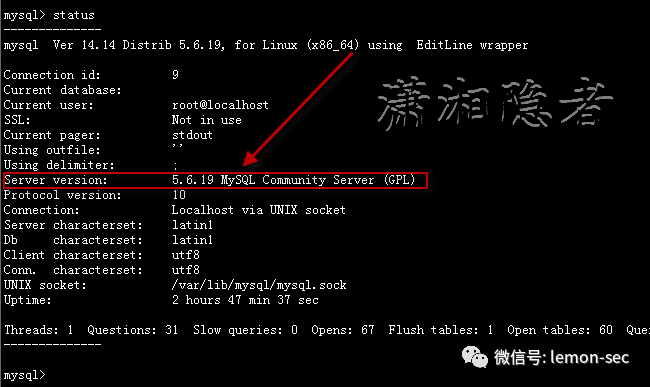 mysql> status
--------------
mysql  Ver 14.14 Distrib 5.6.19, for Linux (x86_64) using  EditLine wrapper
Connection id:          9
Current database:
Current user:           root@localhost
SSL:                    Not in use
Current pager:          stdout
Using outfile:          ''
Using delimiter:        ;
Server version:         5.6.19 MySQL Community Server (GPL)
Protocol version:       10
Connection:             Localhost via UNIX socket
Server characterset:    latin1
Db     characterset:    latin1
Client characterset:    utf8
Conn.  characterset:    utf8
UNIX socket:            /var/lib/mysql/mysql.sock
Uptime:                 2 hours 47 min 37 sec
Threads: 1  Questions: 31  Slow queries: 0  Opens: 67  Flush tables: 1  Open tables: 60  Que
--------------
mysql>
潇湘隐者
微信号: lemon-sec